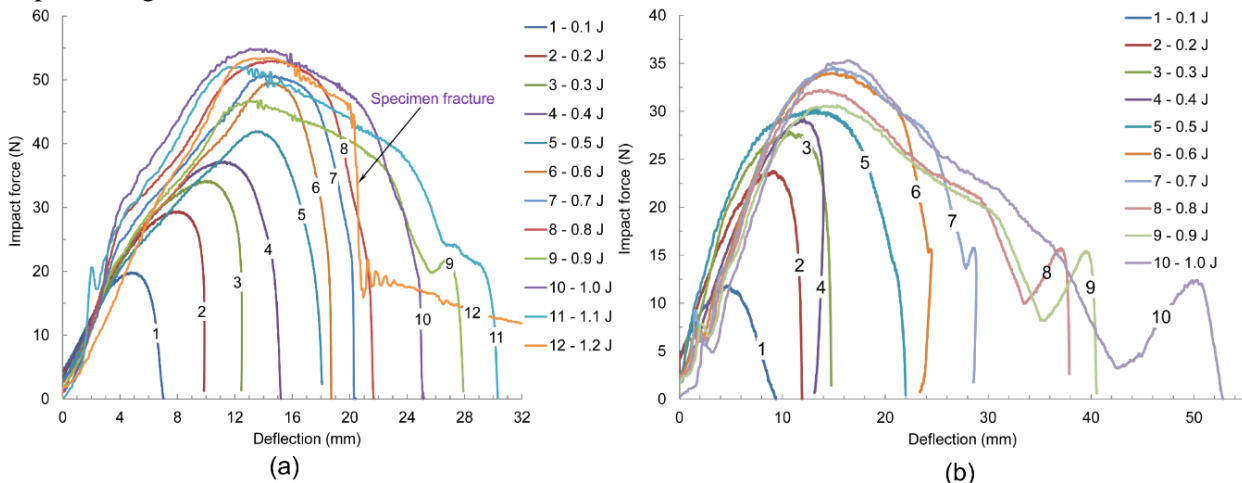 60
50
40
30
20
10
0
Impact force (N)
0 4 8 12 16 20 24 28 32
Deflection (mm)
Specimen fracture
1
2
3
4
5
6
7
8
9
10
11
12
1 - 0.1 J
2 - 0.2 J
3 - 0.3 J
4 - 0.4 J
5 - 0.5 J
6 - 0.6 J
7 - 0.7 J
8 - 0.8 J
9 - 0.9 J
10 - 1.0 J
11 - 1.1 J
12 - 1.2 J
(a)
40
35
30
25
20
15
10
5
0
Impact force (N)
0 10 20 30 40 50
Deflection (mm)
1
2
3
4
5
6
7
8
9
10
1 - 0.1 J
2 - 0.2 J
3 - 0.3 J
4 - 0.4 J
5 - 0.5 J
6 - 0.6 J
7 - 0.7 J
8 - 0.8 J
9 - 0.9 J
10 - 1.0 J
(b)